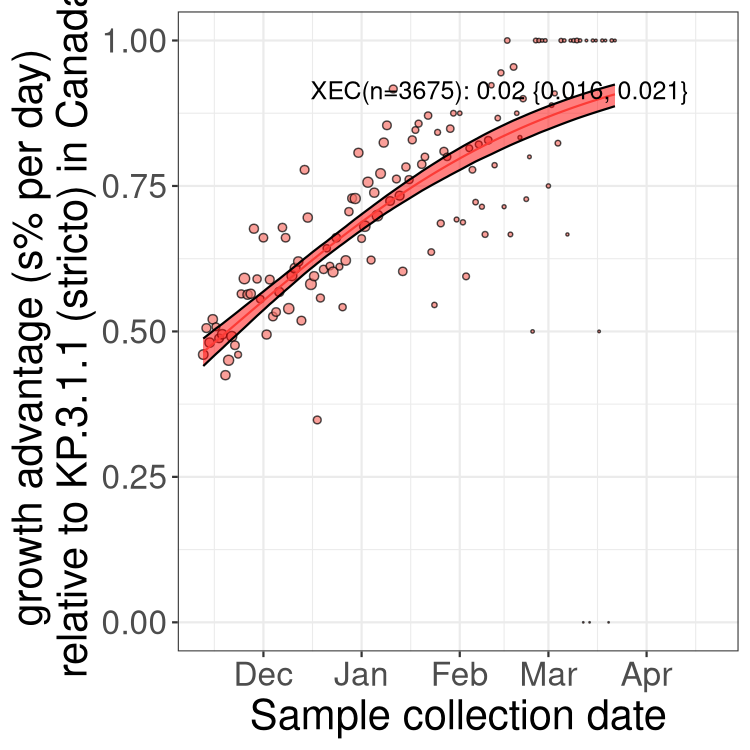 growth advantage (s% per day)
relative to KP.3.1.1 (stricto) in Canada
1.00
0.75
0.50
0.25
0.00
XEC(n=3675): 0.02 {0.016, 0.021}
Dec Jan Feb Mar Apr
Sample collection date